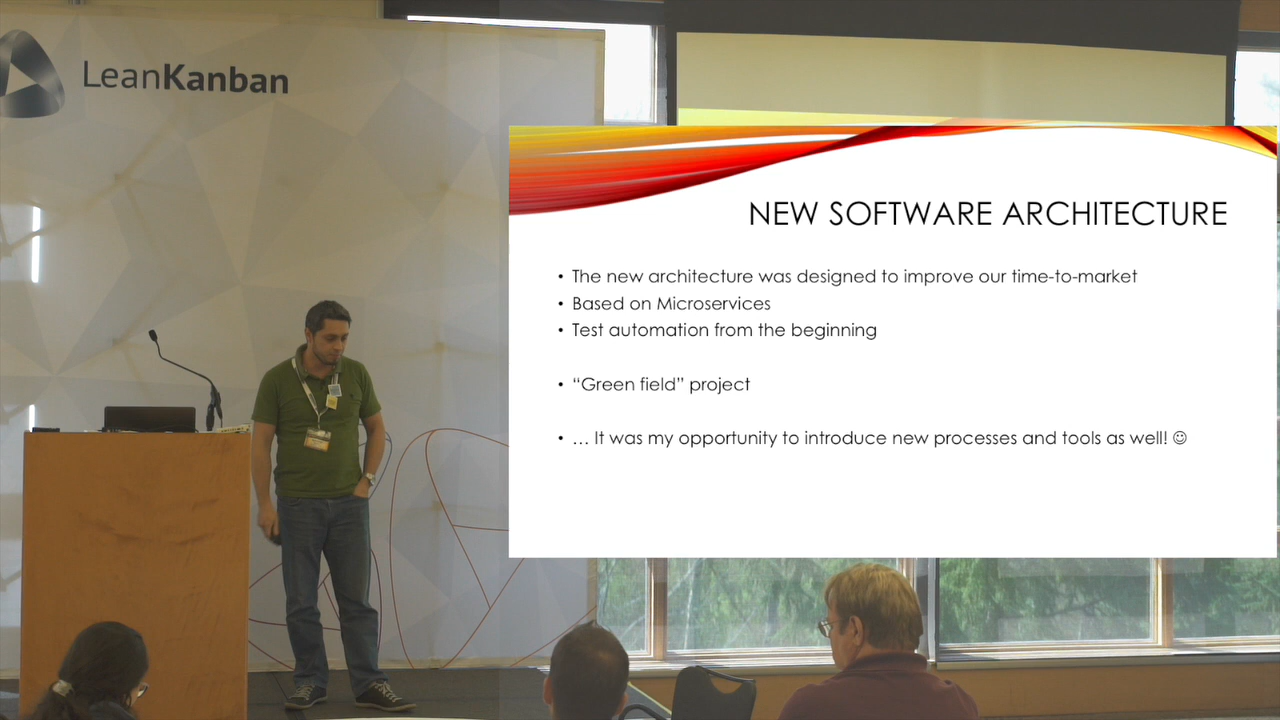 LeanKanban
NEW SOFTWARE ARCHITECTURE
• The new architecture was designed to improve our time-to-market
• Based on Microservices
• Test automation from the beginning
• “Green field” project
• … It was my opportunity to introduce new processes and tools as well! ☺